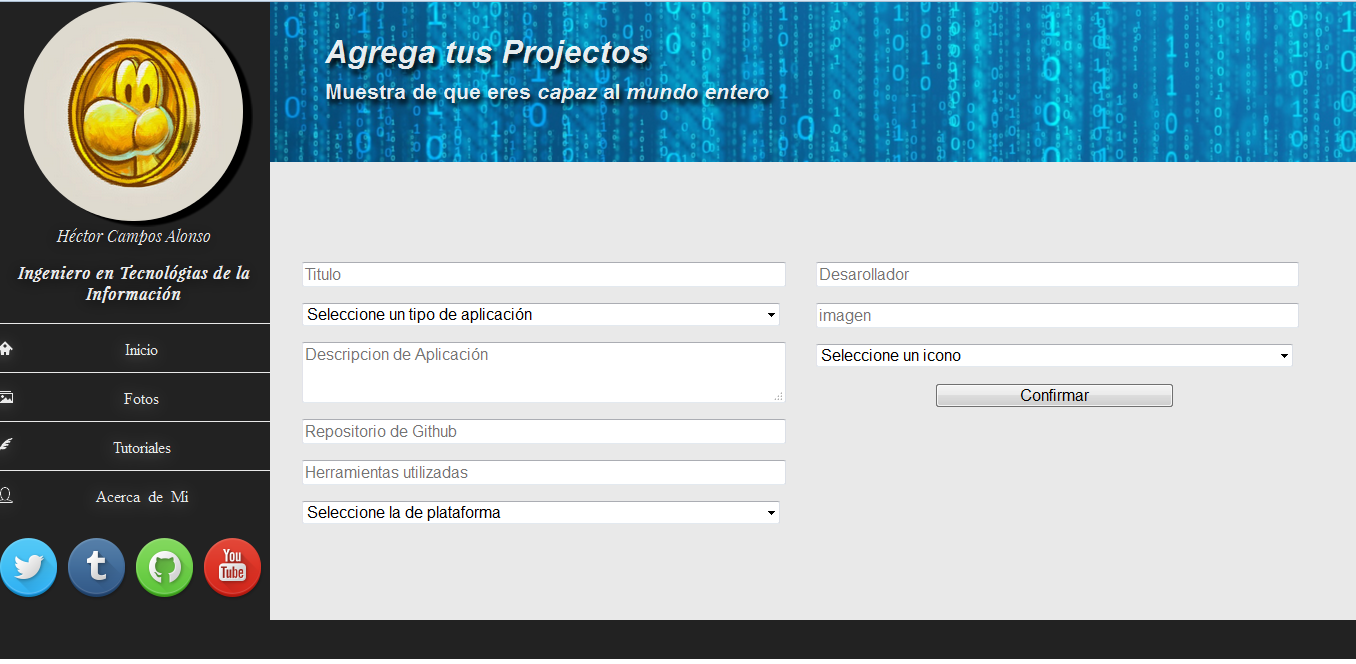 Agrega tus Projectos
Muestra de que eres capaz al mundo entero
Héctor Campos Alonso
Ingeniero en Tecnológias de la
Información
Inicio
Fotos
Tutoriales
Acerca de Mi
t
You
Tube
Titulo
Seleccione un tipo de aplicación
Descripcion de Aplicación
Repositorio de Github
Herramientas utilizadas
Seleccione la de plataforma
Desarollador
imagen
Seleccione un icono
Confirmar